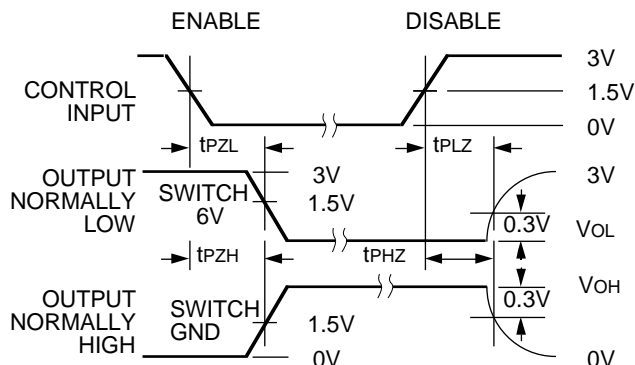 ENABLE DISABLE
3V
CONTROL
INPUT
1.5V
0V
tPZL tPLZ
OUTPUT
NORMALLY
LOW
SWITCH
6V
3V
1.5V
3V
0.3V
VOL
tPZH tPHZ
VOH
0.3V
OUTPUT
NORMALLY
HIGH
SWITCH
GND
1.5V
0V
0V